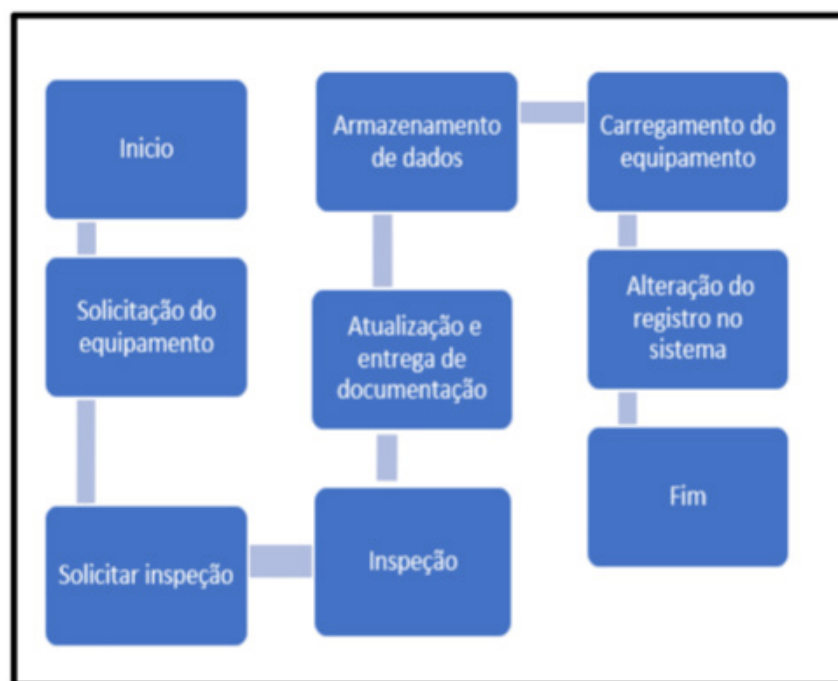 Inicio
Solicitação do
equipamento
Solicitar inspeção
Inspeção
Atualização e
entrega de
documentação
Armazenamento
de dados
Carregamento do
equipamento
Alteração do
registro no
sistema
Fim